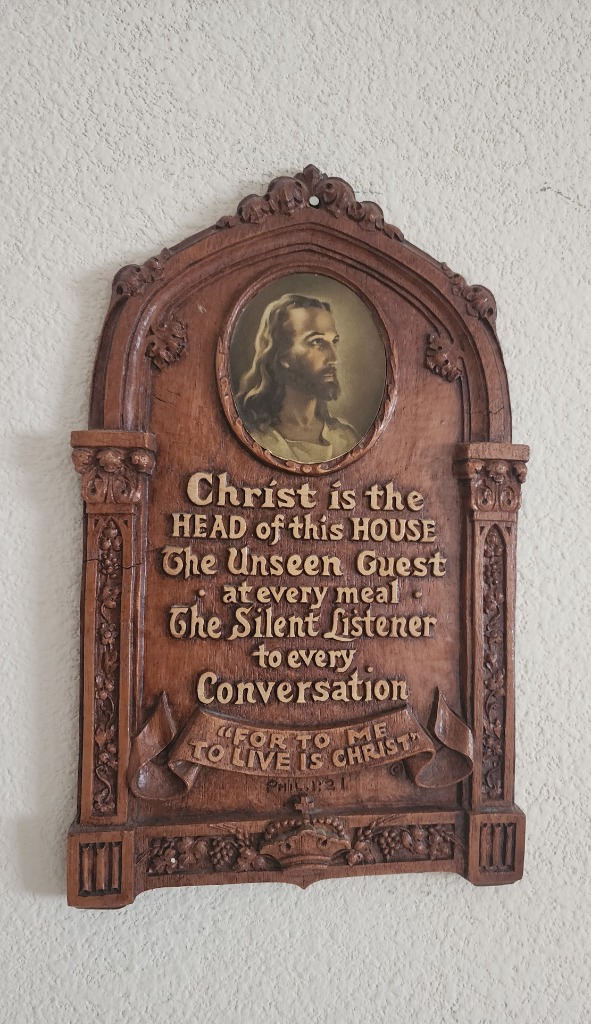 Christ is the
HEAD of this HOUSE
The Unseen Guest
at every meal
The Silent Listener
to every
Conversation
"FOR TO ME
TO LIVE IS CHRIST"
PHIL. 1:21